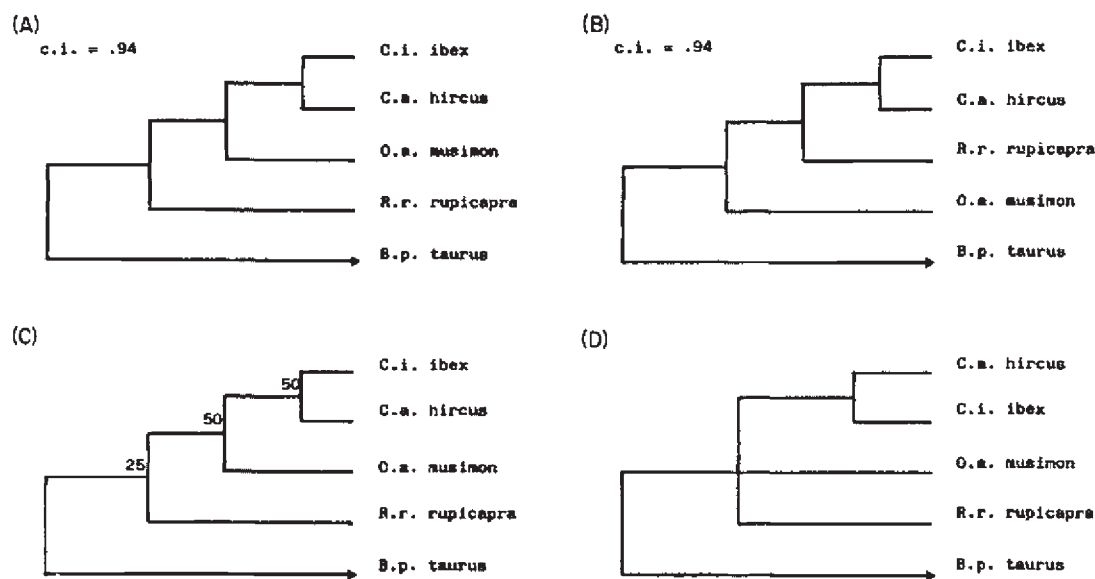 (A)
c.i. = .94
C.i. ibex
C.a. hircus
O.a. musimon
R.r. rupicapra
B.p. taurus
(B)
c.i. = .94
C.i. ibex
C.a. hircus
R.r. rupicapra
O.a. musimon
B.p. taurus
(C)
50
50
25
C.i. ibex
C.a. hircus
O.a. musimon
R.r. rupicapra
B.p. taurus
(D)
C.a. hircus
C.i. ibex
O.a. musimon
R.r. rupicapra
B.p. taurus